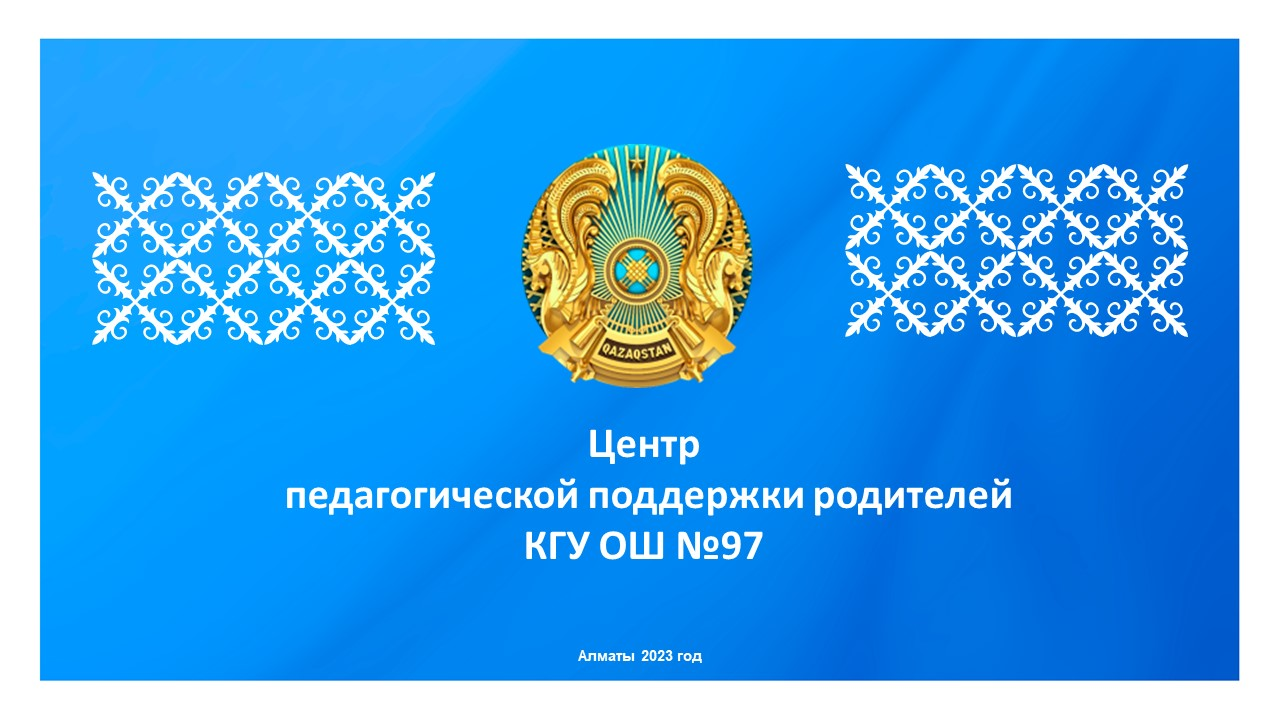 QAZAQSTAN
Центр
педагогической поддержки родителей
КГУ ОШ №97
Алматы 2023 год